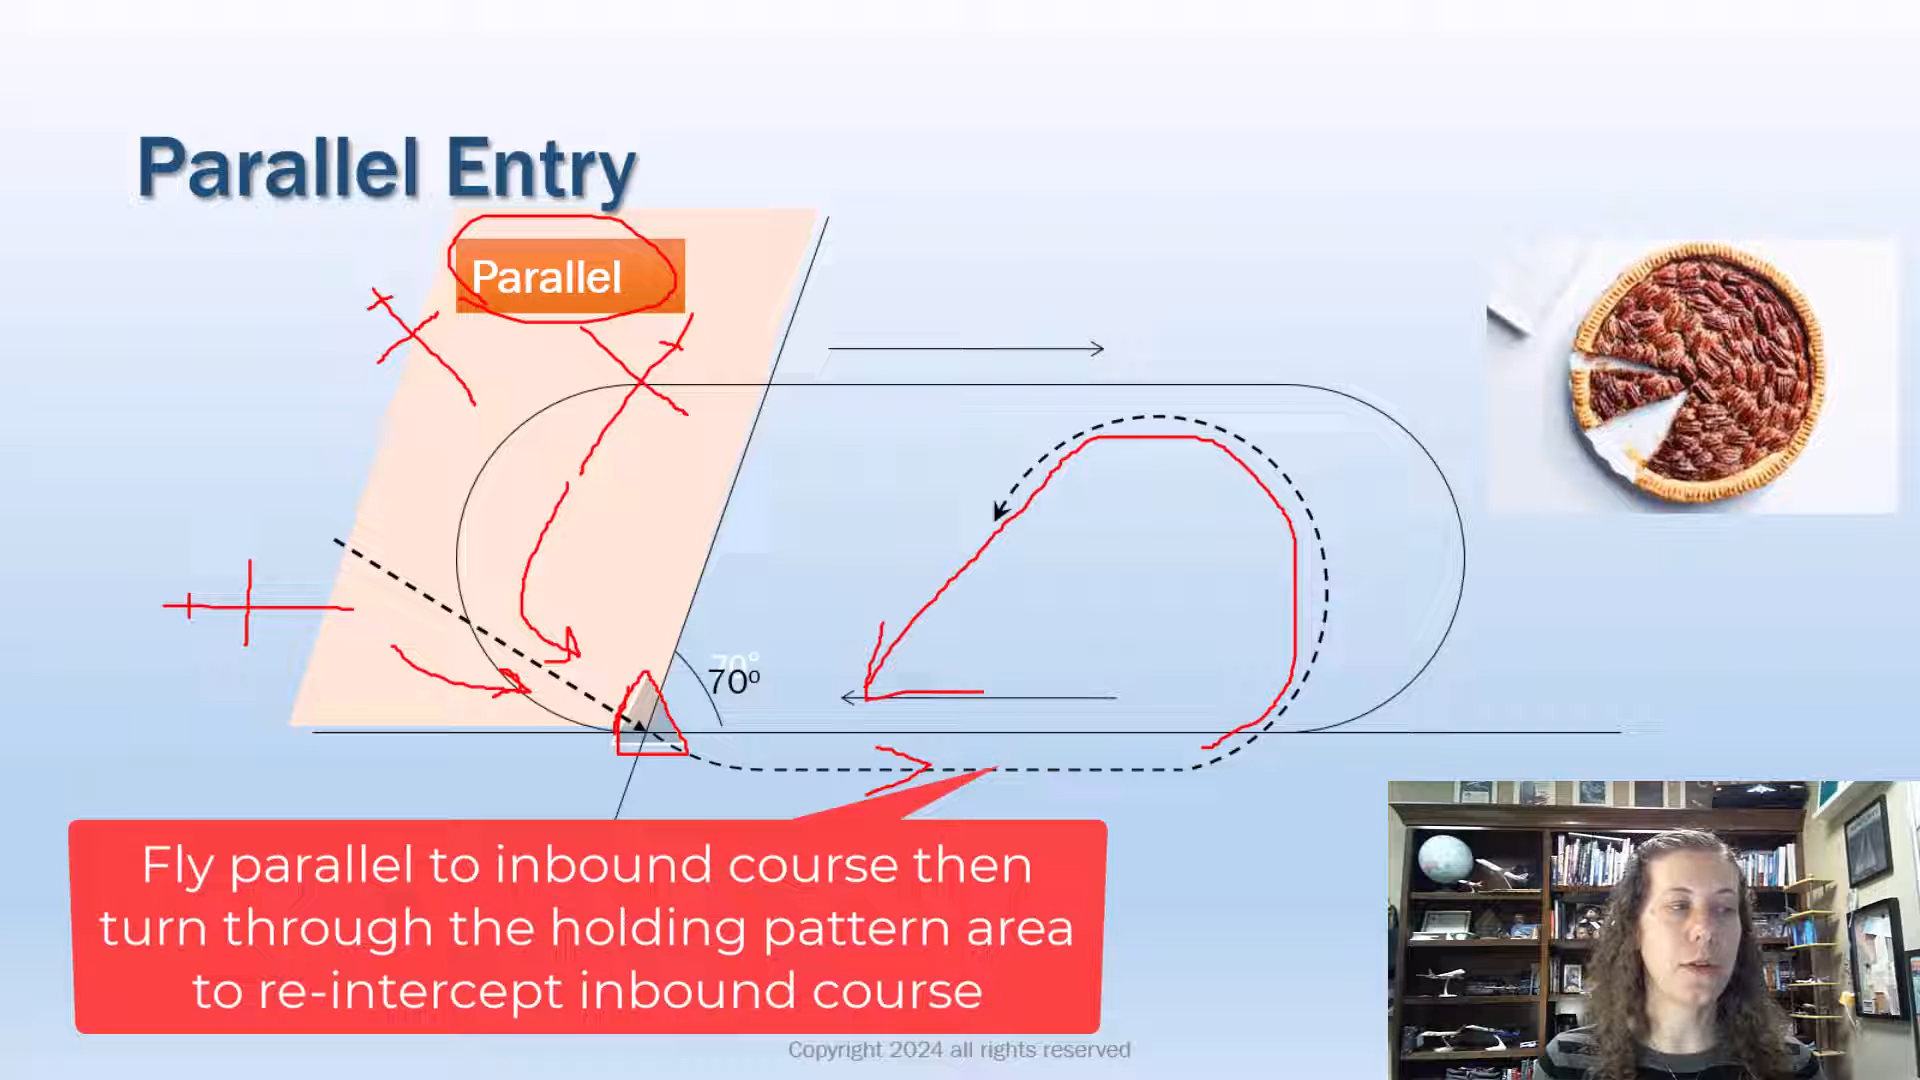 Parallel Entry
Parallel
70°
70º
Fly parallel to inbound course then
turn through the holding pattern area
to re-intercept inbound course
Copyright 2024 all rights reserved